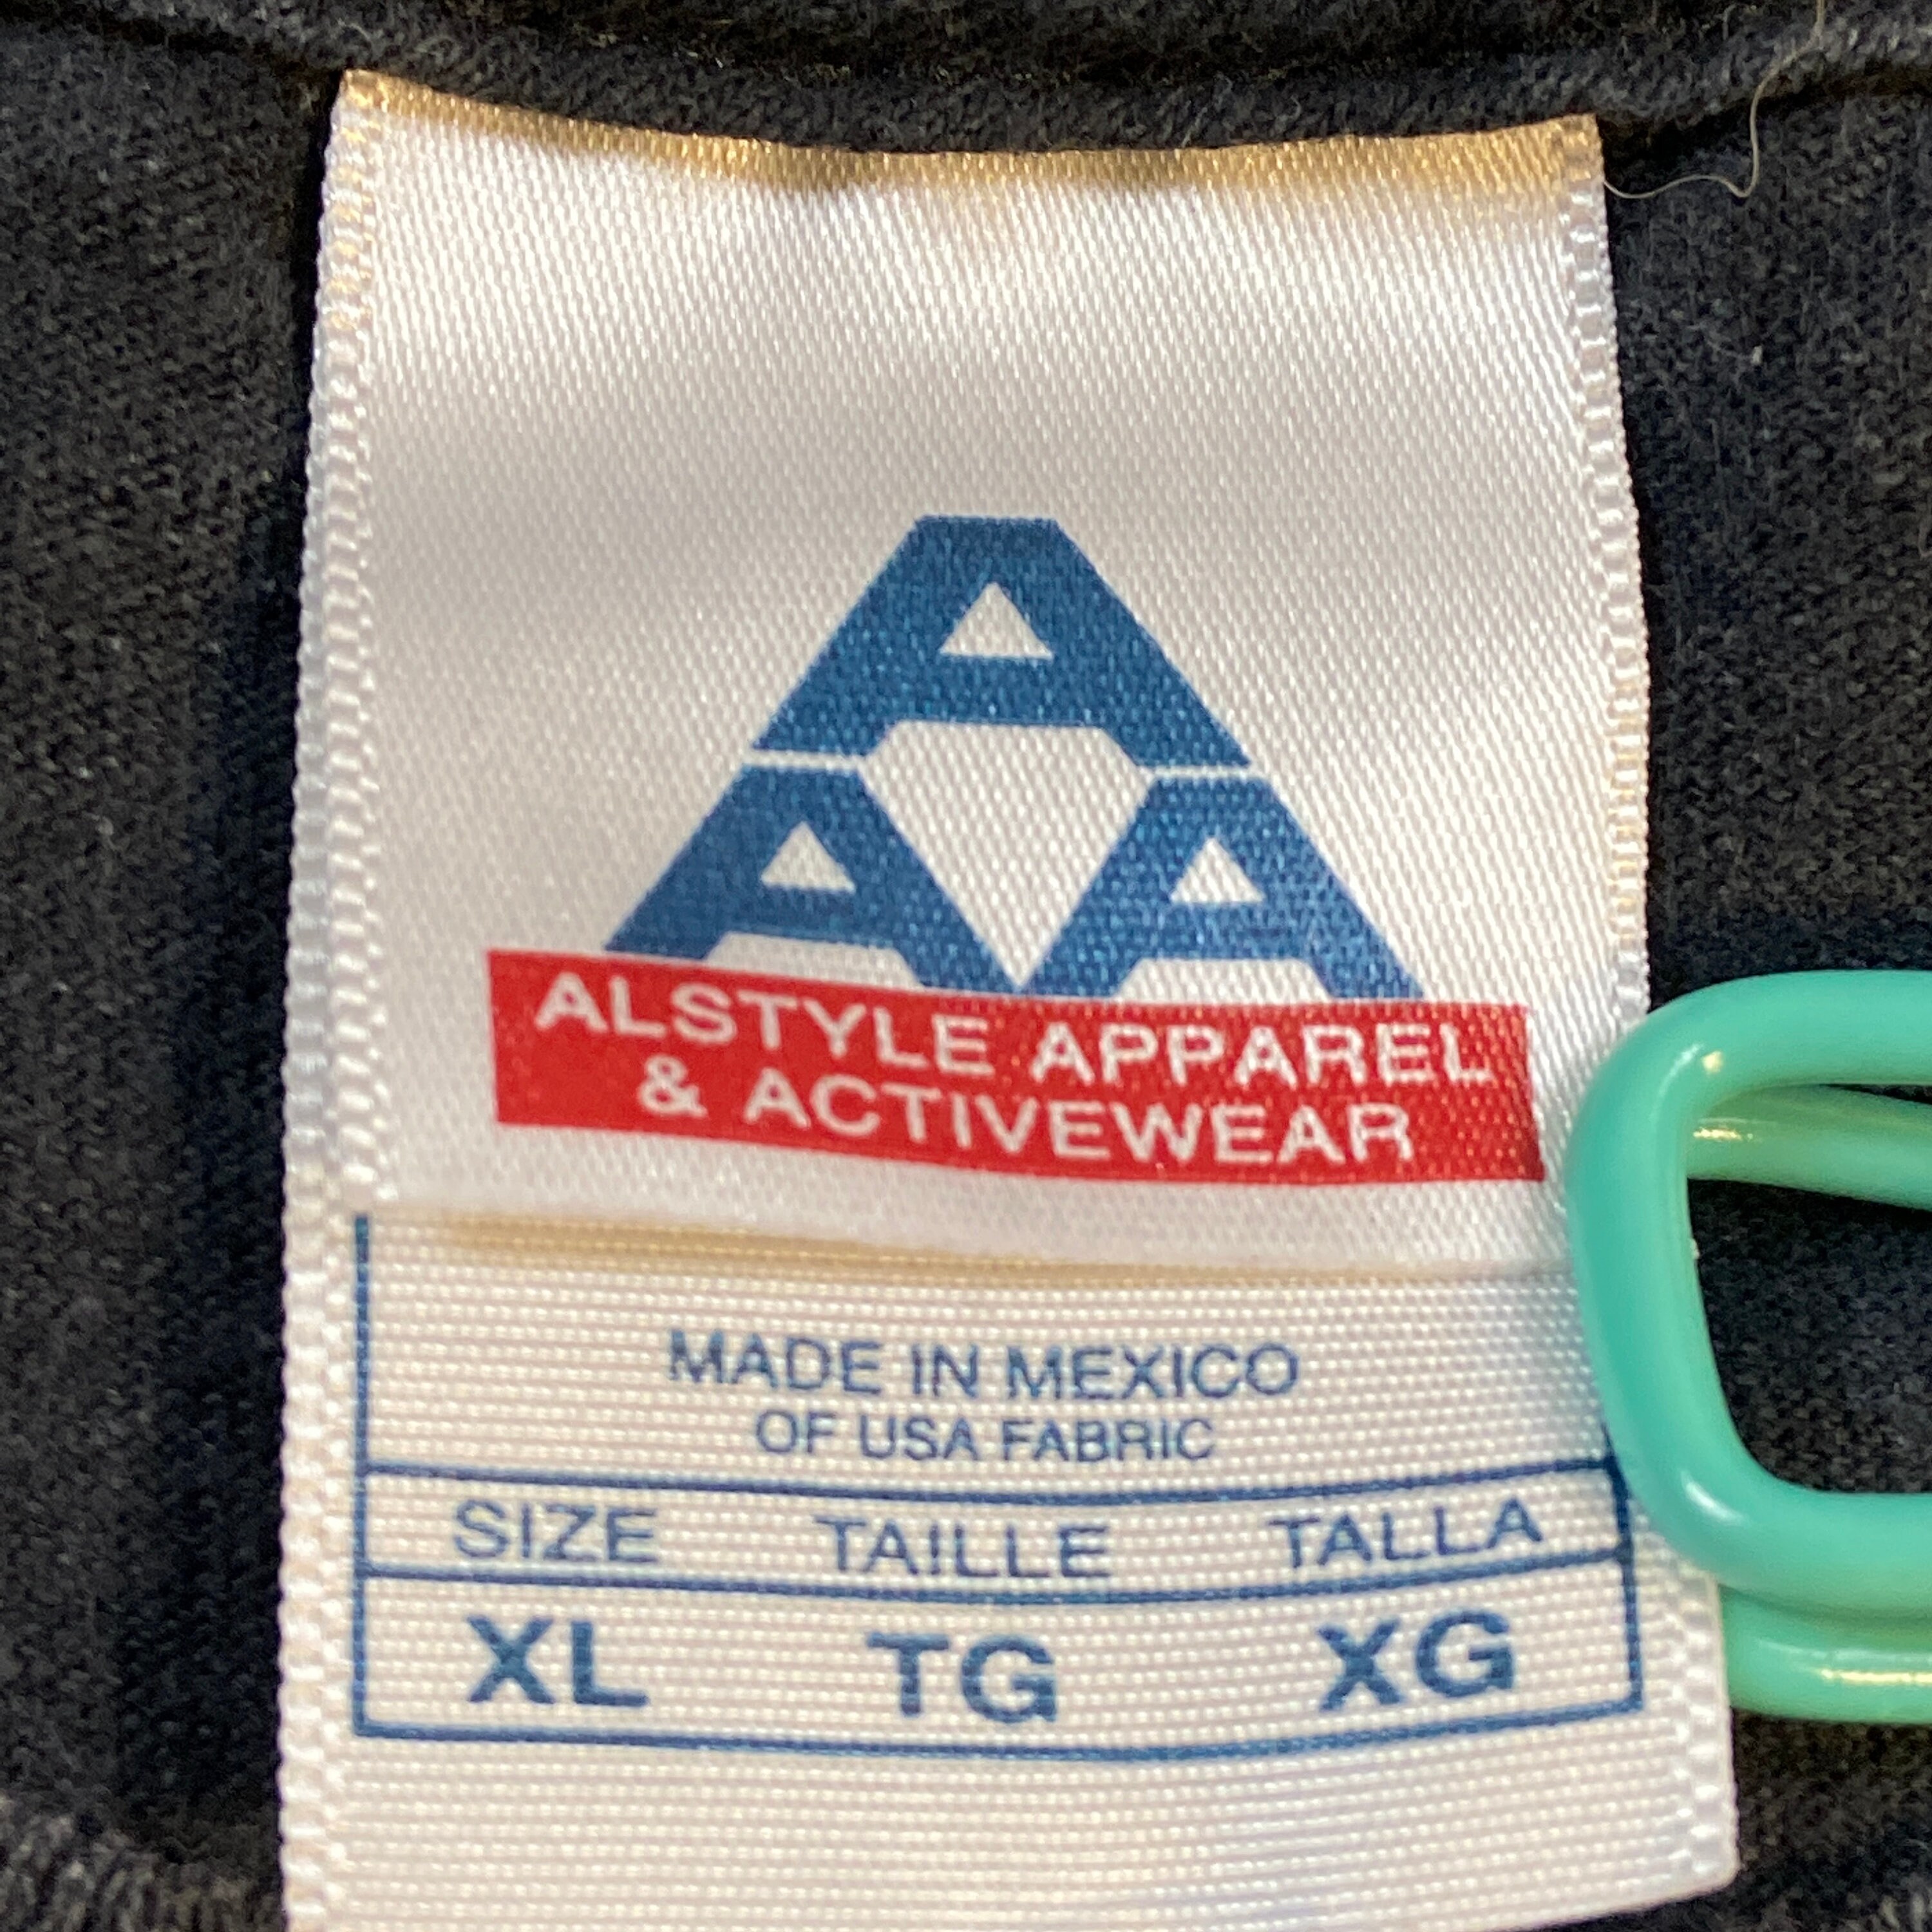 A
A A
ALSTYLE APPAREL
& ACTIVEWEAR
MADE IN MEXICO
OF USA FABRIC
SIZE TAILLE TALLA
XL TG XG